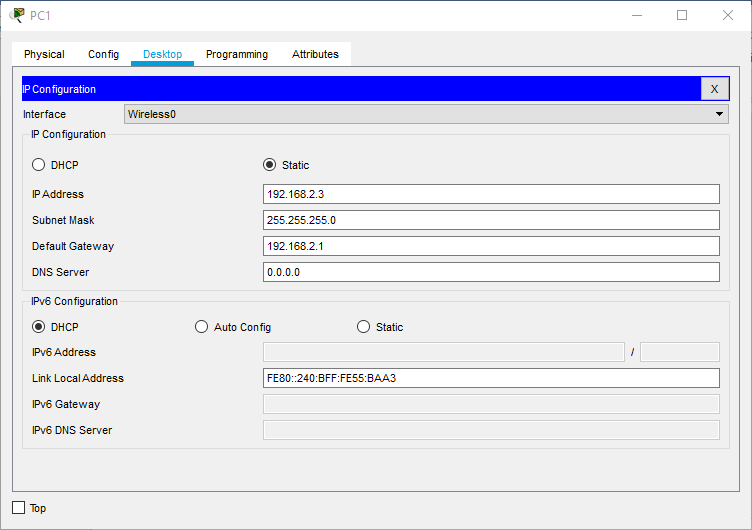 PC1
Physical Config Desktop Programming Attributes
IP Configuration X
Interface Wireless0
IP Configuration
DHCP Static
IP Address 192.168.2.3
Subnet Mask 255.255.255.0
Default Gateway 192.168.2.1
DNS Server 0.0.0.0
IPv6 Configuration
DHCP Auto Config Static
IPv6 Address /
Link Local Address FE80::240:BFF:FE55:BAA3
IPv6 Gateway
IPv6 DNS Server
Top